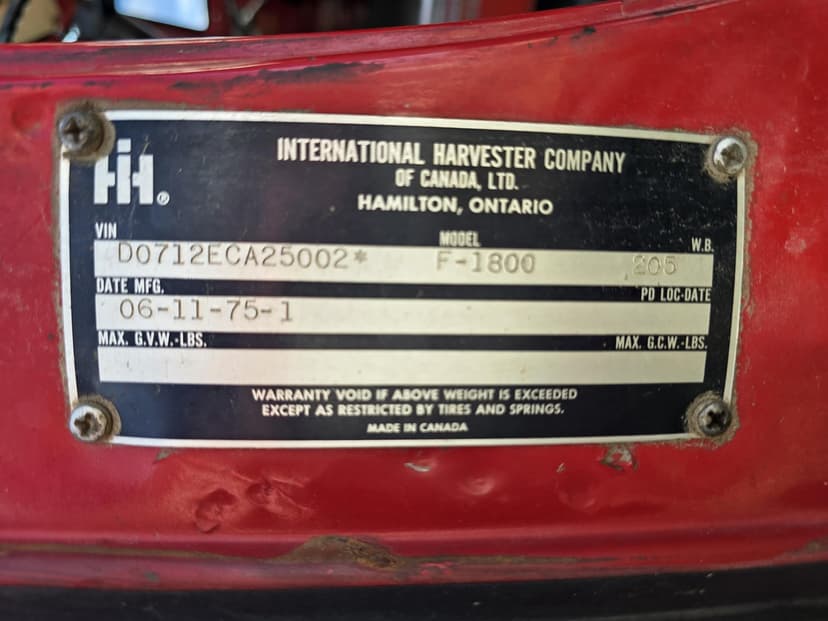 INTERNATIONAL HARVESTER COMPANY
OF CANADA, LTD.
IH®
HAMILTON, ONTARIO
VIN MODEL W.B.
D0712ECA25002* F-1800 205
DATE MFG. PD LOC-DATE
06-11-75-1
MAX. G.V.W.-LBS. MAX. G.C.W.-LBS.
WARRANTY VOID IF ABOVE WEIGHT IS EXCEEDED
EXCEPT AS RESTRICTED BY TIRES AND SPRINGS.
MADE IN CANADA